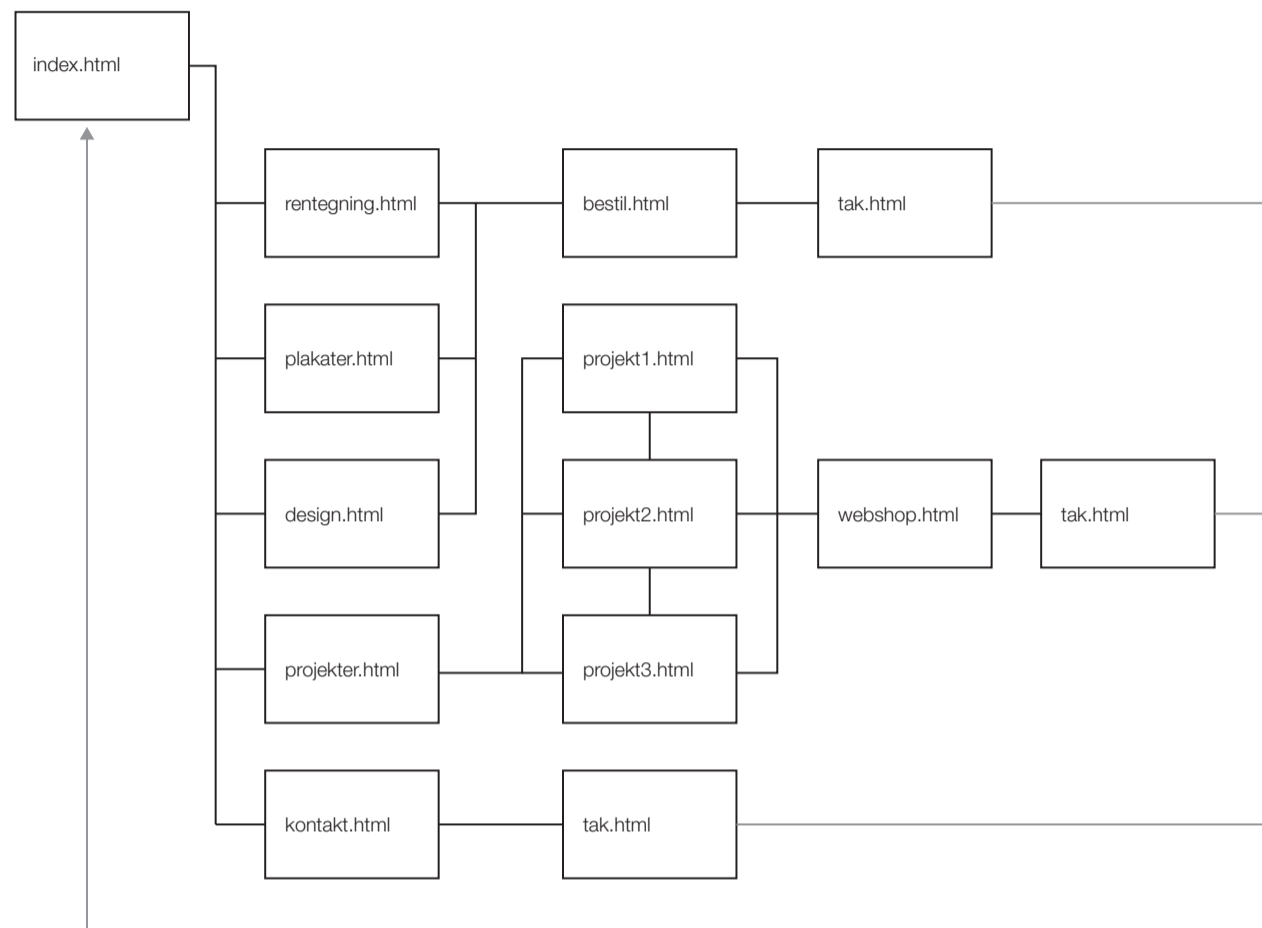 index.html
rentegning.html
bestil.html
tak.html
plakater.html
projekt1.html
design.html
projekt2.html
webshop.html
tak.html
projekter.html
projekt3.html
kontakt.html
tak.html